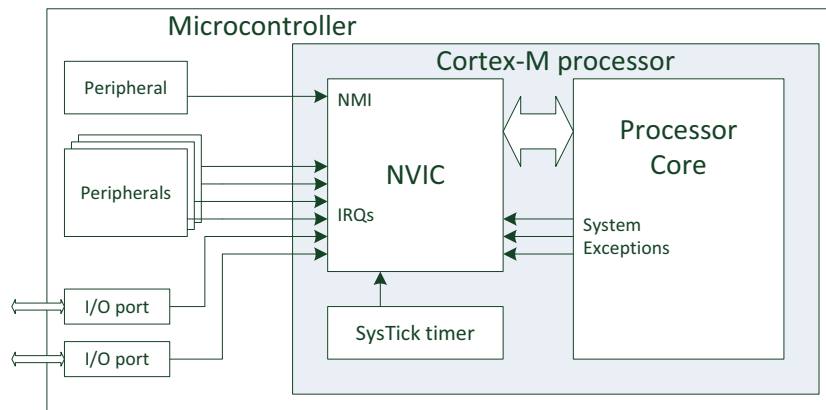 Microcontroller
Cortex-M processor
Peripheral
NMI
Processor
Core
NVIC
Peripherals
IRQs
System
Exceptions
I/O port
SysTick timer
I/O port